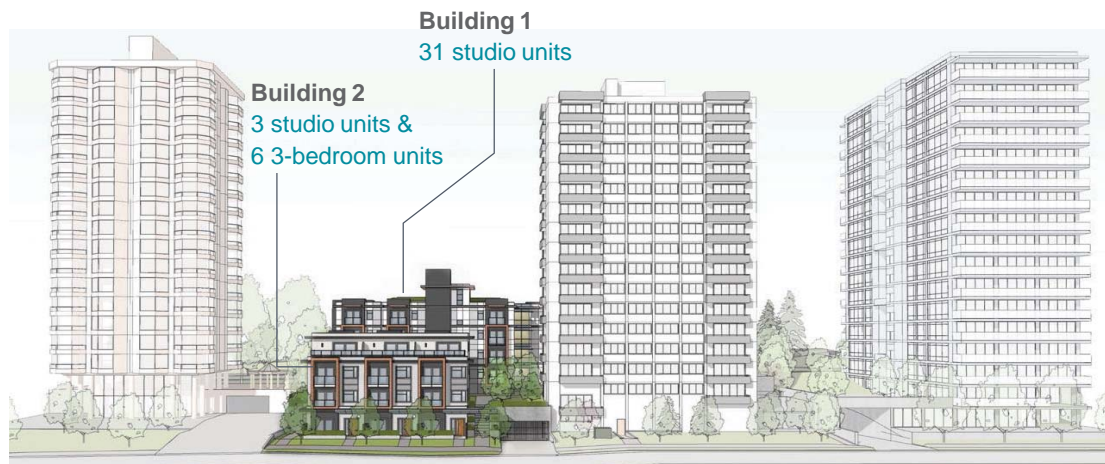 Building 1
31 studio units
Building 2
3 studio units &
6 3-bedroom units